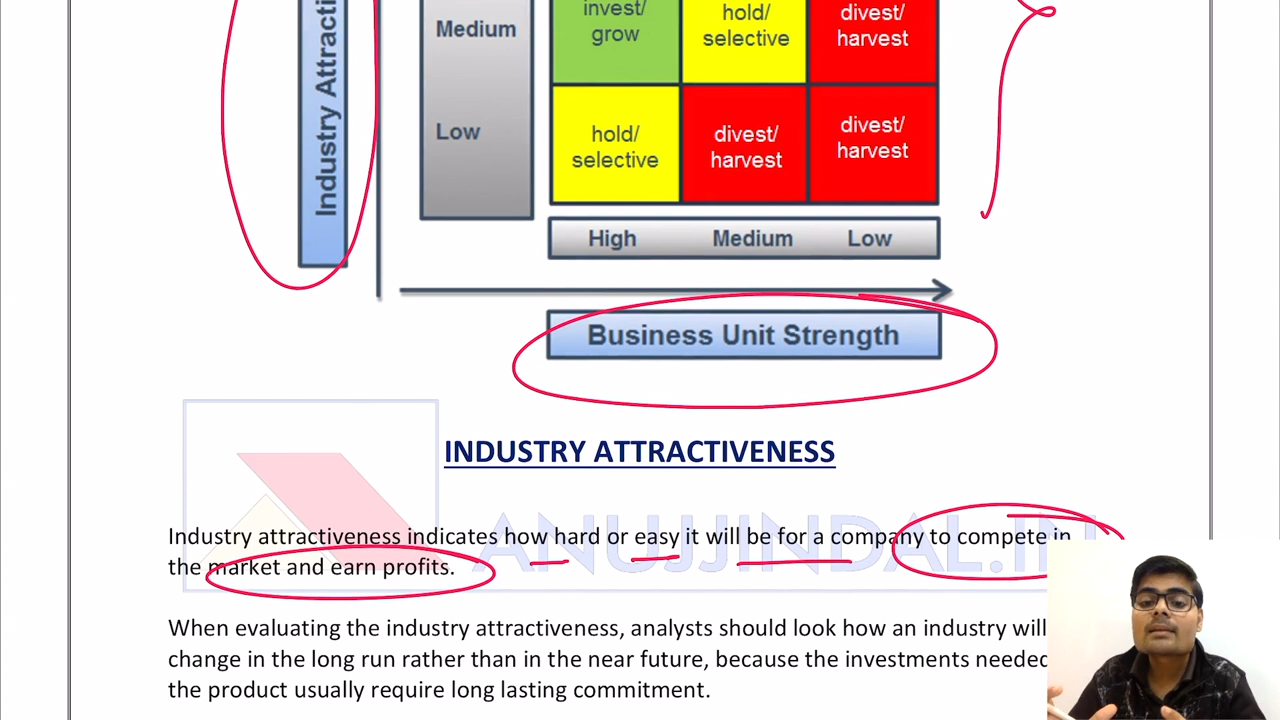 Industry Attracti
Medium
invest/
grow
hold/
selective
divest/
harvest
Low
hold/
selective
divest/
harvest
divest/
harvest
High Medium Low
Business Unit Strength
INDUSTRY ATTRACTIVENESS
ANUJJINDAL.IN
Industry attractiveness indicates how hard or easy it will be for a company to compete in
the market and earn profits.
When evaluating the industry attractiveness, analysts should look how an industry will
change in the long run rather than in the near future, because the investments needed
the product usually require long lasting commitment.